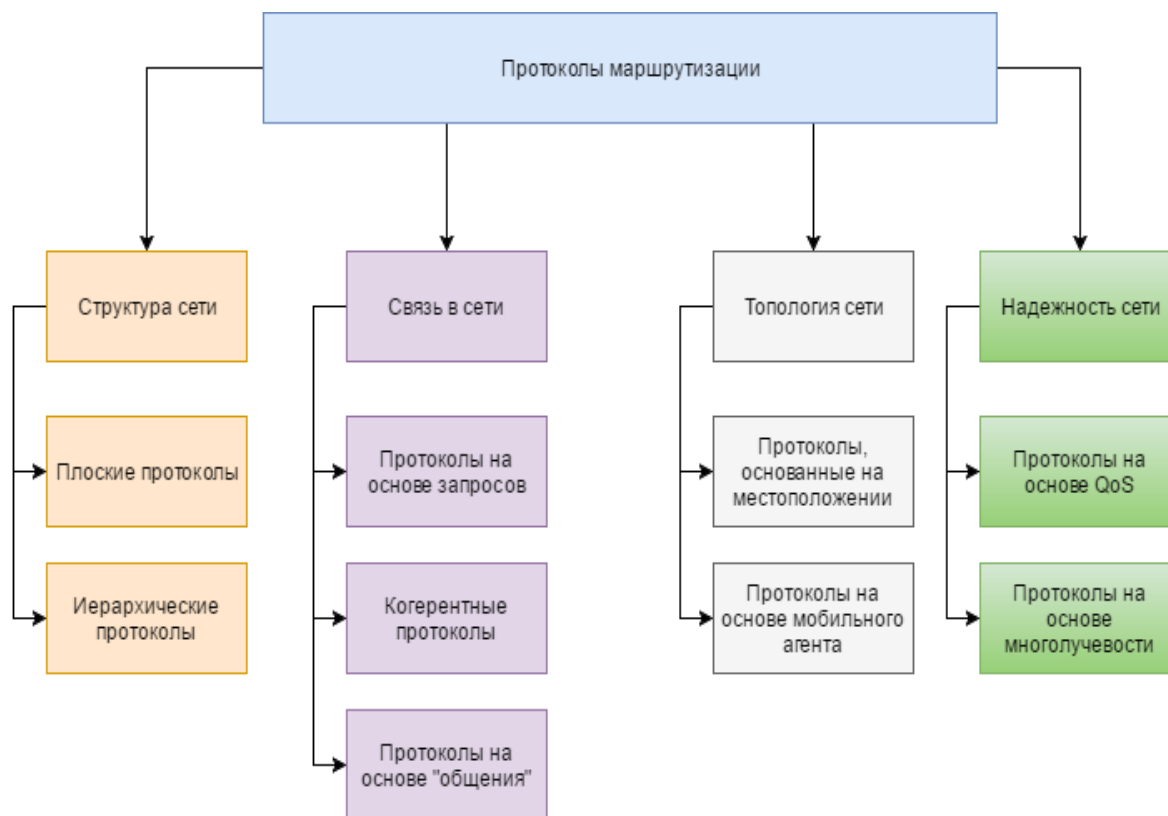 Протоколы маршрутизации
Структура сети
Связь в сети
Топология сети
Надежность сети
Плоские протоколы
Протоколы на
основе запросов
Протоколы,
основанные на
местоположении
Протоколы на
основе QoS
Иерархические
протоколы
Когерентные
протоколы
Протоколы на
основе мобильного
агента
Протоколы на
основе
многолучевости
Протоколы на
основе "общения"